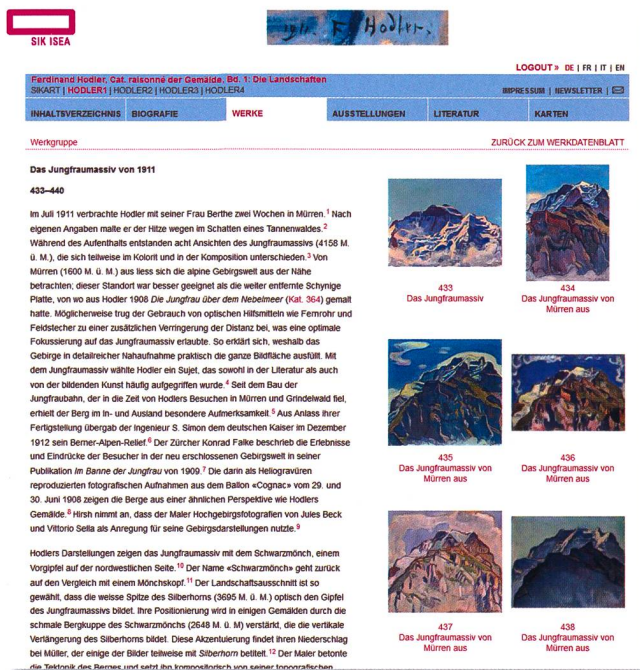 SIK ISEA
1911. F. Hodler.
LOGOUT » DE | FR | IT | EN
Ferdinand Hodler, Cat. raisonné der Gemälde, Bd. 1: Die Landschaften
SIKART | HODLER1 | HODLER2 | HODLER3 | HODLER4
IMPRESSUM | NEWSLETTER |
INHALTSVERZEICHNIS BIOGRAFIE WERKE AUSSTELLUNGEN LITERATUR KARTEN
Werkgruppe
ZURÜCK ZUM WERKDATENBLATT
Das Jungfraumassiv von 1911
433–440
Im Juli 1911 verbrachte Hodler mit seiner Frau Berthe zwei Wochen in Mürren.1 Nach
eigenen Angaben malte er der Hitze wegen im Schatten eines Tannenwaldes.2
Während des Aufenthalts entstanden acht Ansichten des Jungfraumassivs (4158 M.
ü. M.), die sich teilweise im Kolorit und in der Komposition unterschieden.3 Von
Mürren (1600 M. ü. M.) aus liess sich die alpine Gebirgswelt aus der Nähe
betrachten; dieser Standort war besser geeignet als die weiter entfernte Schynige
Platte, von wo aus Hodler 1908 Die Jungfrau über dem Nebelmeer (Kat. 364) gemalt
hatte. Möglicherweise trug der Gebrauch von optischen Hilfsmitteln wie Fernrohr und
Feldstecher zu einer zusätzlichen Verringerung der Distanz bei, was eine optimale
Fokussierung auf das Jungfraumassiv erlaubte. So erklärt sich, weshalb das
Gebirge in detailreicher Nahaufnahme praktisch die ganze Bildfläche ausfüllt. Mit
dem Jungfraumassiv wählte Hodler ein Sujet, das sowohl in der Literatur als auch
von der bildenden Kunst häufig aufgegriffen wurde.4 Seit dem Bau der
Jungfraubahn, der in die Zeit von Hodlers Besuchen in Mürren und Grindelwald fiel,
erhielt der Berg im In- und Ausland besondere Aufmerksamkeit.5 Aus Anlass ihrer
Fertigstellung übergab der Ingenieur S. Simon dem deutschen Kaiser im Dezember
1912 sein Berner-Alpen-Relief.6 Der Zürcher Konrad Falke beschrieb die Erlebnisse
und Eindrücke der Besucher in der neu erschlossenen Gebirgswelt in seiner
Publikation Im Banne der Jungfrau von 1909.7 Die darin als Heliogravüren
reproduzierten fotografischen Aufnahmen aus dem Ballon «Cognac» vom 29. und
30. Juni 1908 zeigen die Berge aus einer ähnlichen Perspektive wie Hodlers
Gemälde.8 Hirsh nimmt an, dass der Maler Hochgebirgsfotografien von Jules Beck
und Vittorio Sella als Anregung für seine Gebirgsdarstellungen nutzte.9
Hodlers Darstellungen zeigen das Jungfraumassiv mit dem Schwarzmönch, einem
Vorgipfel auf der nordwestlichen Seite.10 Der Name «Schwarzmönch» geht zurück
auf den Vergleich mit einem Mönchskopf.11 Der Landschaftsausschnitt ist so
gewählt, dass die weisse Spitze des Silberhorns (3695 M. ü. M.) optisch den Gipfel
des Jungfraumassivs bildet. Ihre Positionierung wird in einigen Gemälden durch die
schmale Bergkuppe des Schwarzmönchs (2648 M. ü. M) verstärkt, die die vertikale
Verlängerung des Silberhorns bildet. Diese Akzentuierung findet ihren Niederschlag
bei Müller, der einige der Bilder teilweise mit Silberhorn betitelt.12 Der Maler betonte
die Tektonik des Berges und setzt ihn kompositorisch von seiner topografischen
433
Das Jungfraumassiv
434
Das Jungfraumassiv von
Mürren aus
435
Das Jungfraumassiv von
Mürren aus
436
Das Jungfraumassiv von
Mürren aus
437
Das Jungfraumassiv von
Mürren aus
438
Das Jungfraumassiv von
Mürren aus